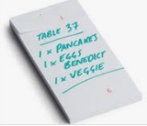 TABLE 37
1 x PANCAKES
1 x EGGS
BENEDICT
1 x VEGGIE